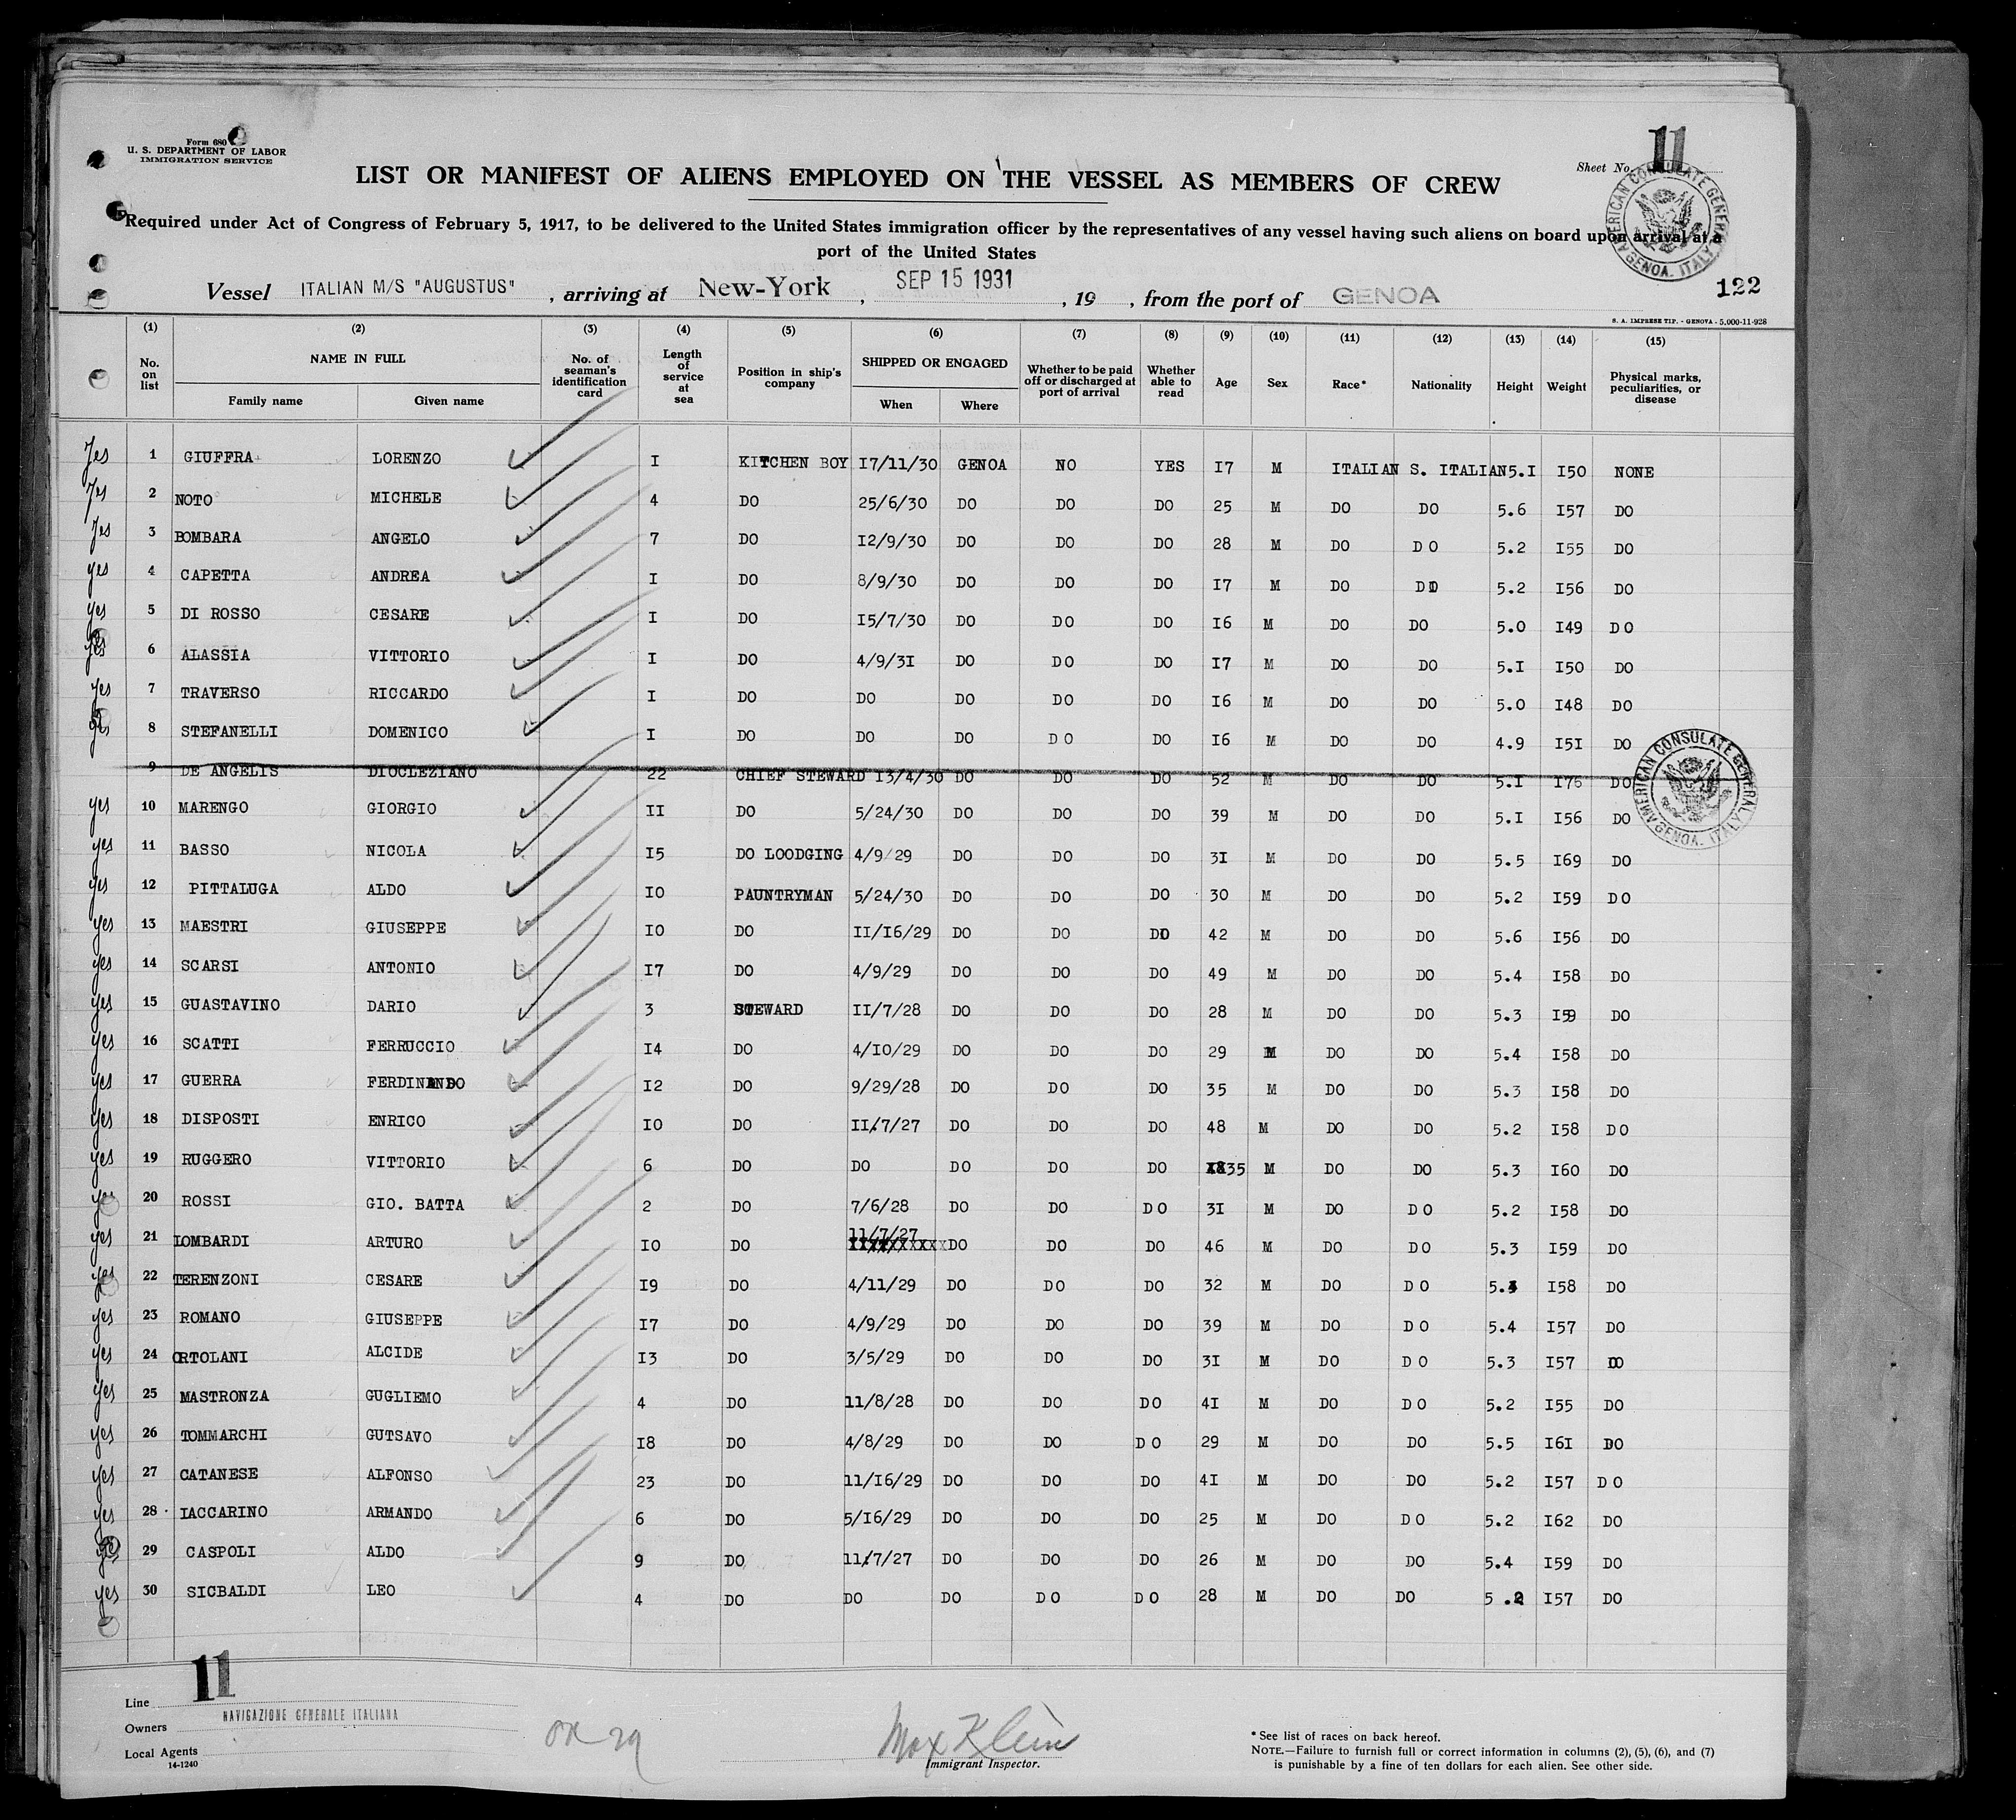 Form 680
U. S. DEPARTMENT OF LABOR
IMMIGRATION SERVICE
Sheet No. 11
LIST OR MANIFEST OF ALIENS EMPLOYED ON THE VESSEL AS MEMBERS OF CREW
Required under Act of Congress of February 5, 1917, to be delivered to the United States immigration officer by the representatives of any vessel having such aliens on board upon arrival at a
port of the United States
AMERICAN CONSULATE GENERAL GENOA. ITALY
Vessel ITALIAN M/S "AUGUSTUS" , arriving at New-York , SEP 15 1931 , 19 , from the port of GENOA
122
S. A. IMPRESE TIP. - GENOVA - 5,000-11-928
(1) (2) (3) (4) (5) (6) (7) (8) (9) (10) (11) (12) (13) (14) (15)
No. on list NAME IN FULL Family name Given name No. of seaman's identification card Length of service at sea Position in ship's company SHIPPED OR ENGAGED When Where Whether to be paid off or discharged at port of arrival Whether able to read Age Sex Race* Nationality Height Weight Physical marks, peculiarities, or disease
Yes 1 GIUFFRA LORENZO I KITCHEN BOY I7/11/30 GENOA NO YES I7 M ITALIAN S. ITALIAN 5.I I50 NONE
Yes 2 NOTO MICHELE 4 DO 25/6/30 DO DO DO 25 M DO DO 5.6 I57 DO
Yes 3 BOMBARA ANGELO 7 DO I2/9/30 DO DO DO 28 M DO DO 5.2 I55 DO
yes 4 CAPETTA ANDREA I DO 8/9/30 DO DO DO I7 M DO DO 5.2 I56 DO
yes 5 DI ROSSO CESARE I DO I5/7/30 DO DO DO I6 M DO DO 5.0 I49 DO
yes 6 ALASSIA VITTORIO I DO 4/9/3I DO DO DO I7 M DO DO 5.I I50 DO
yes 7 TRAVERSO RICCARDO I DO DO DO DO DO I6 M DO DO 5.0 I48 DO
yes 8 STEFANELLI DOMENICO I DO DO DO DO DO I6 M DO DO 4.9 I5I DO
9 DE ANGELIS DIOCLEZIANO 22 CHIEF STEWARD I3/4/30 DO DO DO 52 M DO DO 5.I I76 DO
AMERICAN CONSULATE GENERAL GENOA. ITALY
yes 10 MARENGO GIORGIO II DO 5/24/30 DO DO DO 39 M DO DO 5.I I56 DO
yes 11 BASSO NICOLA I5 DO LOODGING 4/9/29 DO DO DO 3I M DO DO 5.5 I69 DO
yes 12 PITTALUGA ALDO IO PAUNTRYMAN 5/24/30 DO DO DO 30 M DO DO 5.2 I59 DO
yes 13 MAESTRI GIUSEPPE IO DO II/I6/29 DO DO DO 42 M DO DO 5.6 I56 DO
yes 14 SCARSI ANTONIO I7 DO 4/9/29 DO DO DO 49 M DO DO 5.4 I58 DO
yes 15 GUASTAVINO DARIO 3 STEWARD II/7/28 DO DO DO 28 M DO DO 5.3 I59 DO
yes 16 SCATTI FERRUCCIO I4 DO 4/IO/29 DO DO DO 29 M DO DO 5.4 I58 DO
yes 17 GUERRA FERDINANDO I2 DO 9/29/28 DO DO DO 35 M DO DO 5.3 I58 DO
yes 18 DISPOSTI ENRICO IO DO II/7/27 DO DO DO 48 M DO DO 5.2 I58 DO
yes 19 RUGGERO VITTORIO 6 DO DO DO DO DO 35 M DO DO 5.3 I60 DO
yes 20 ROSSI GIO. BATTA 2 DO 7/6/28 DO DO DO 3I M DO DO 5.2 I58 DO
yes 21 LOMBARDI ARTURO IO DO 11/7/27 DO DO DO 46 M DO DO 5.3 I59 DO
yes 22 TERENZONI CESARE I9 DO 4/11/29 DO DO DO 32 M DO DO I58 DO
yes 23 ROMANO GIUSEPPE I7 DO 4/9/29 DO DO DO 39 M DO DO 5.4 I57 DO
yes 24 ORTOLANI ALCIDE I3 DO 3/5/29 DO DO DO 3I M DO DO 5.3 I57 DO
yes 25 MASTRONZA GUGLIEMO 4 DO 11/8/28 DO DO DO 4I M DO DO 5.2 I55 DO
yes 26 TOMMARCHI GUTSAVO I8 DO 4/8/29 DO DO DO 29 M DO DO 5.5 I6I DO
yes 27 CATANESE ALFONSO 23 DO 11/16/29 DO DO DO 4I M DO DO 5.2 I57 DO
yes 28 IACCARINO ARMANDO 6 DO 5/I6/29 DO DO DO 25 M DO DO 5.2 I62 DO
yes 29 CASPOLI ALDO 9 DO 11/7/27 DO DO DO 26 M DO DO 5.4 I59 DO
yes 30 SICBALDI LEO 4 DO DO DO DO DO 28 M DO DO 5.2 I57 DO
11
Line
Owners NAVIGAZIONE GENERALE ITALIANA
Local Agents
14-1240
OK 29
Max Klein
Immigrant Inspector.
* See list of races on back hereof.
NOTE.—Failure to furnish full or correct information in columns (2), (5), (6), and (7)
is punishable by a fine of ten dollars for each alien. See other side.